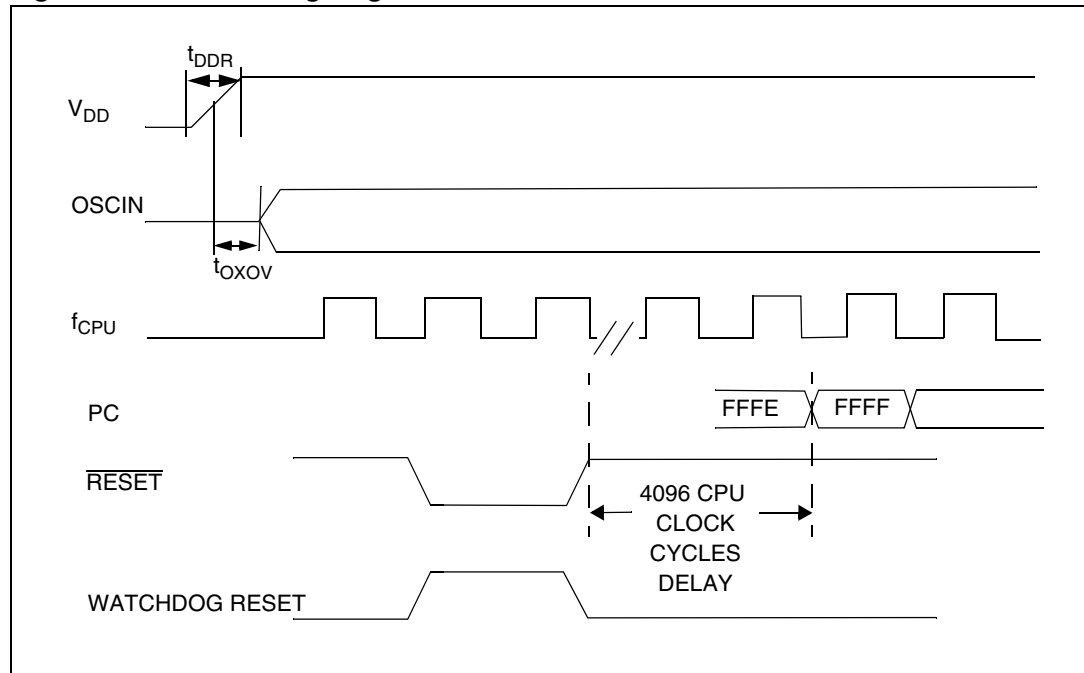 tDDR
VDD
OSCIN
tOXOV
fCPU
PC
FFFE
FFFF
RESET
4096 CPU
CLOCK
CYCLES
DELAY
WATCHDOG RESET